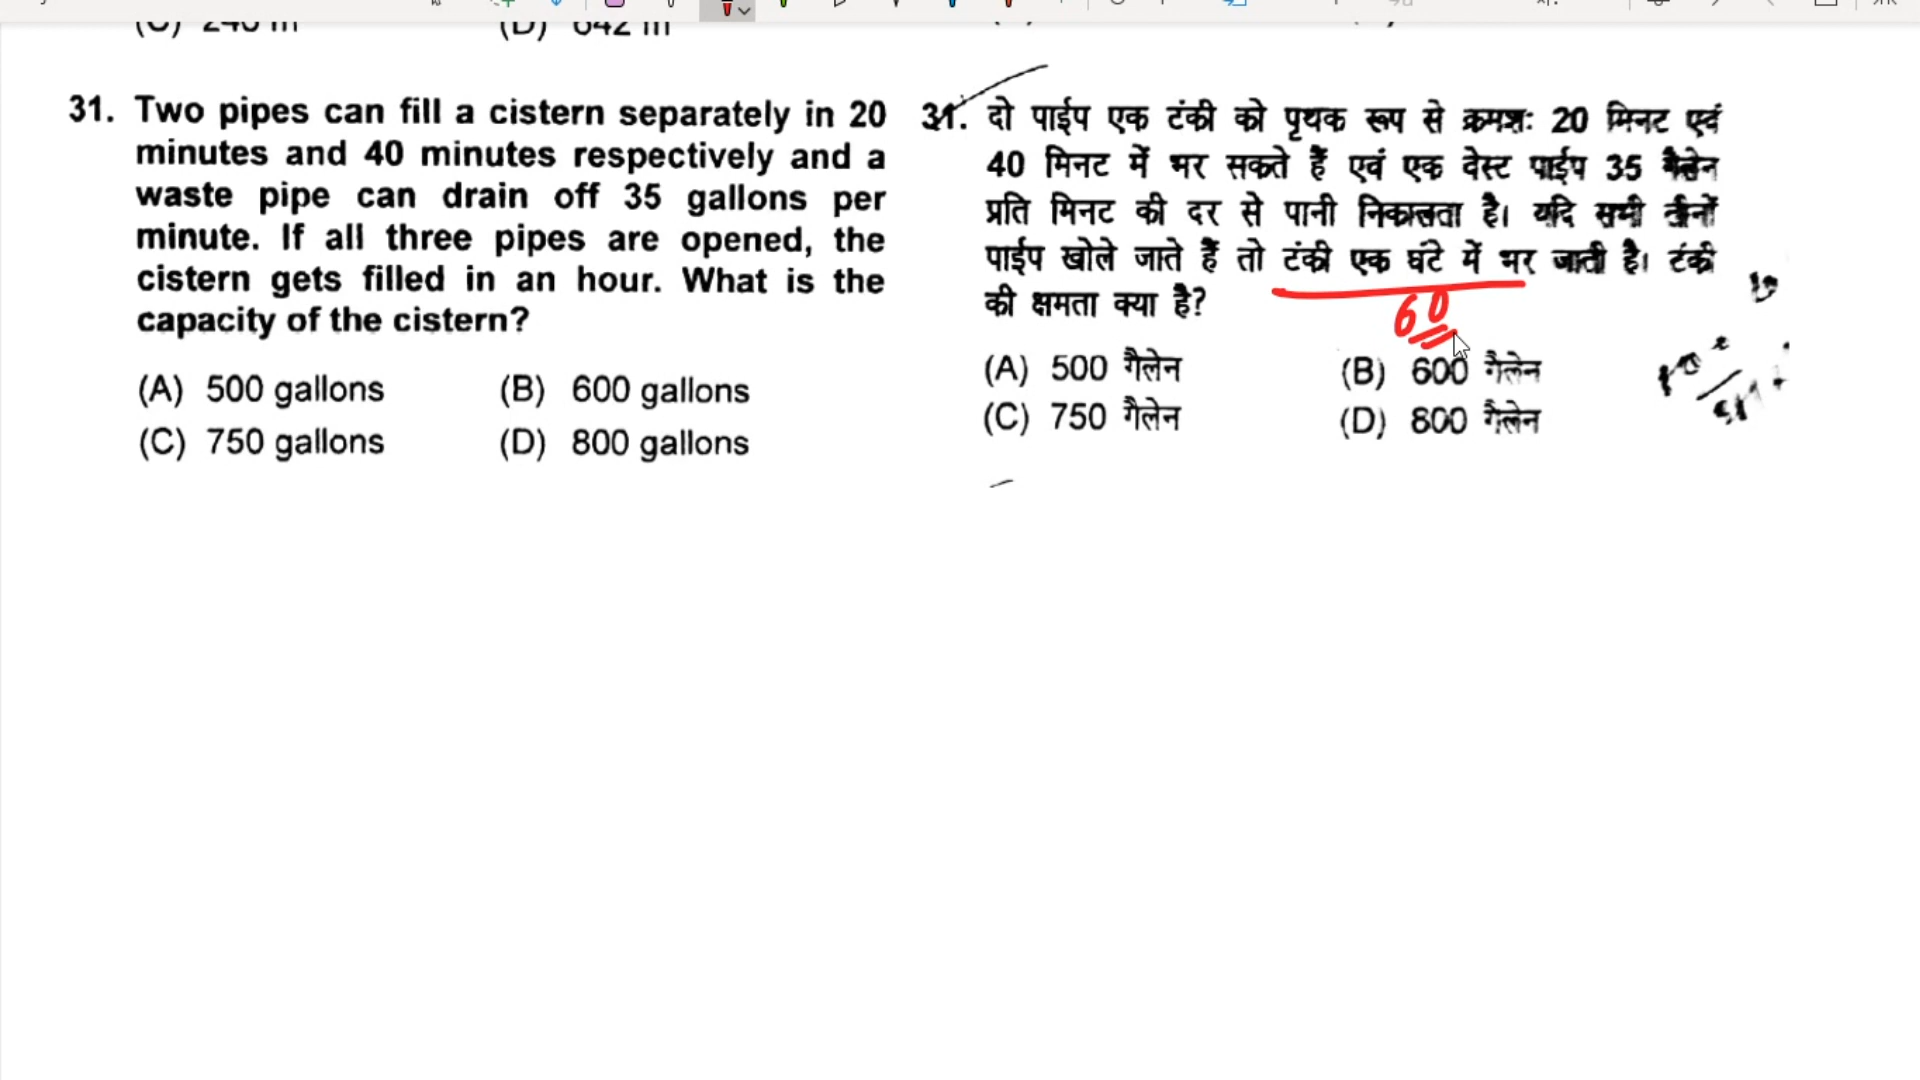 (C) 240 m (D) 642 m
31. Two pipes can fill a cistern separately in 20
minutes and 40 minutes respectively and a
waste pipe can drain off 35 gallons per
minute. If all three pipes are opened, the
cistern gets filled in an hour. What is the
capacity of the cistern?
(A) 500 gallons (B) 600 gallons
(C) 750 gallons (D) 800 gallons
31. दो पाईप एक टंकी को पृथक रूप से क्रमशः 20 मिनट एवं
40 मिनट में भर सकते हैं एवं एक वेस्ट पाईप 35 गैलेन
प्रति मिनट की दर से पानी निकालता है। यदि सभी तीनों
पाईप खोले जाते हैं तो टंकी एक घंटे में भर जाती है। टंकी
की क्षमता क्या है?
60
(A) 500 गैलेन (B) 600 गैलेन
(C) 750 गैलेन (D) 800 गैलेन